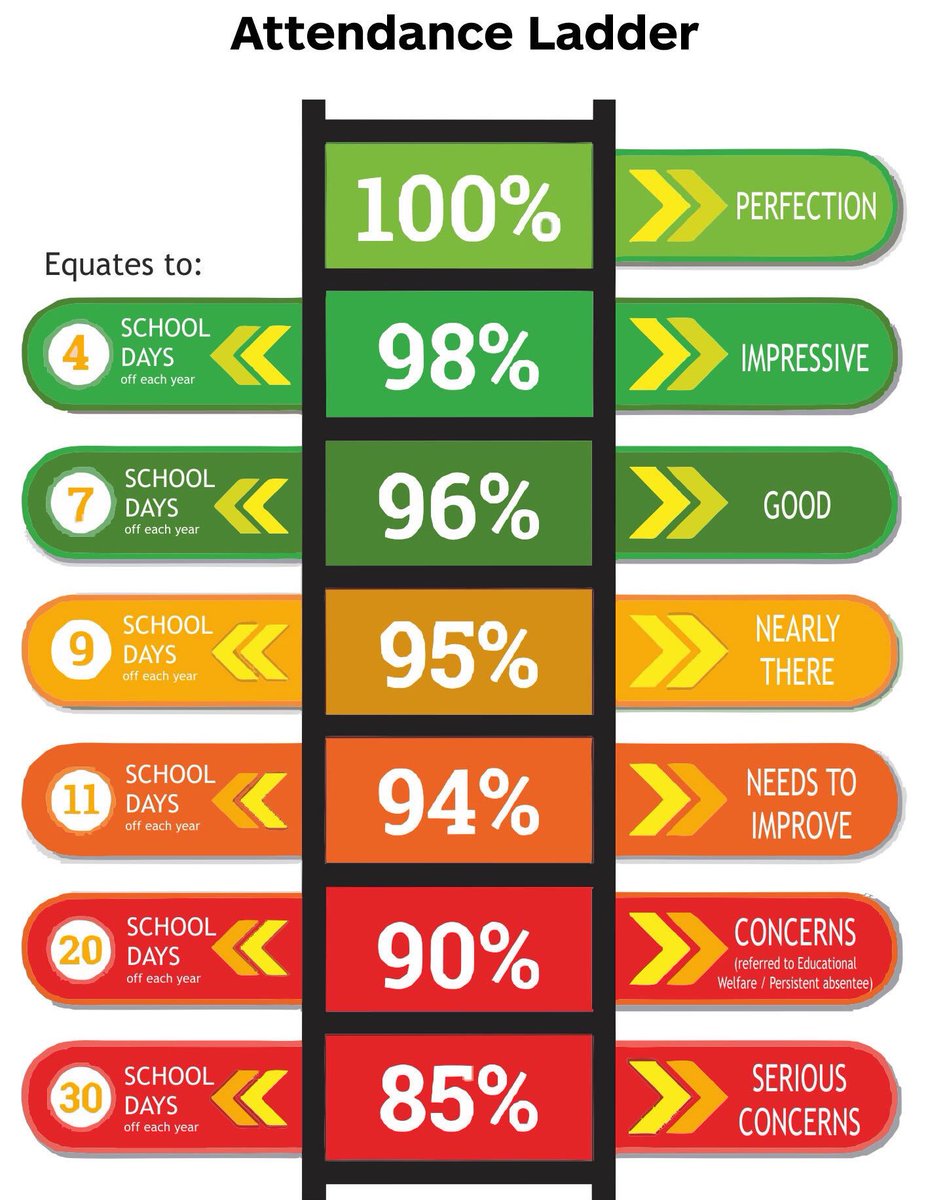 Attendance Ladder
100%
PERFECTION
Equates to:
4
SCHOOL
DAYS
off each year
98%
IMPRESSIVE
7
SCHOOL
DAYS
off each year
96%
GOOD
9
SCHOOL
DAYS
off each year
95%
NEARLY
THERE
11
SCHOOL
DAYS
off each year
94%
NEEDS TO
IMPROVE
20
SCHOOL
DAYS
off each year
90%
CONCERNS
(referred to Educational
Welfare / Persistent absentee)
30
SCHOOL
DAYS
off each year
85%
SERIOUS
CONCERNS